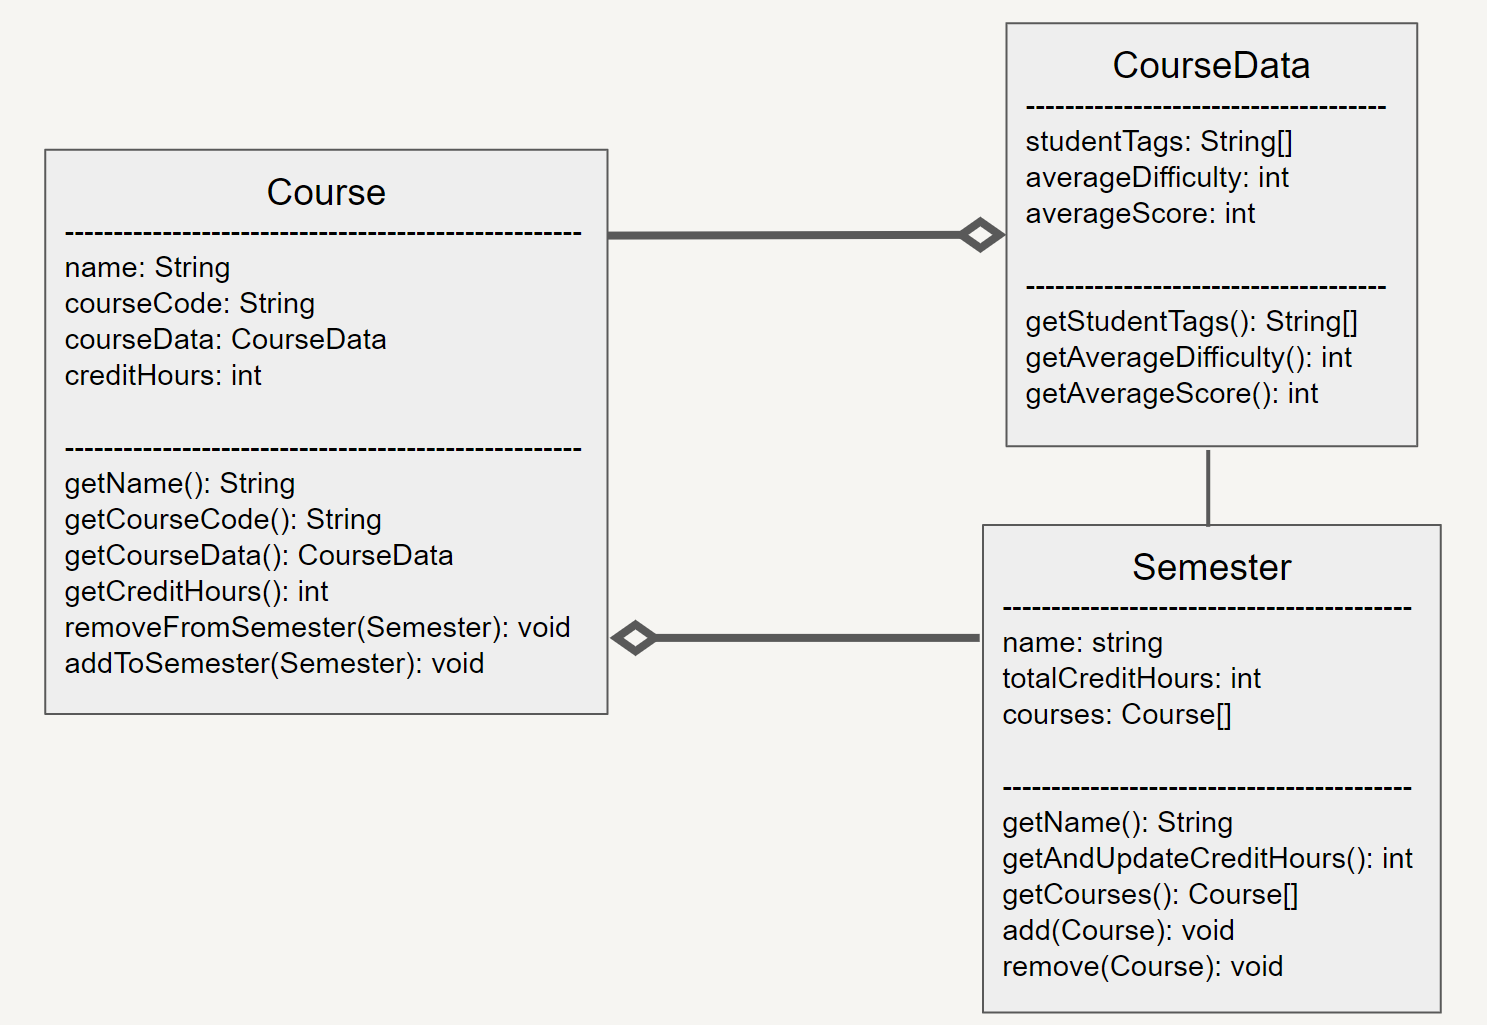 Course
-----------------------------------------------------
name: String
courseCode: String
courseData: CourseData
creditHours: int
-----------------------------------------------------
getName(): String
getCourseCode(): String
getCourseData(): CourseData
getCreditHours(): int
removeFromSemester(Semester): void
addToSemester(Semester): void
CourseData
-------------------------------------
studentTags: String[]
averageDifficulty: int
averageScore: int
-------------------------------------
getStudentTags(): String[]
getAverageDifficulty(): int
getAverageScore(): int
Semester
------------------------------------------
name: string
totalCreditHours: int
courses: Course[]
------------------------------------------
getName(): String
getAndUpdateCreditHours(): int
getCourses(): Course[]
add(Course): void
remove(Course): void